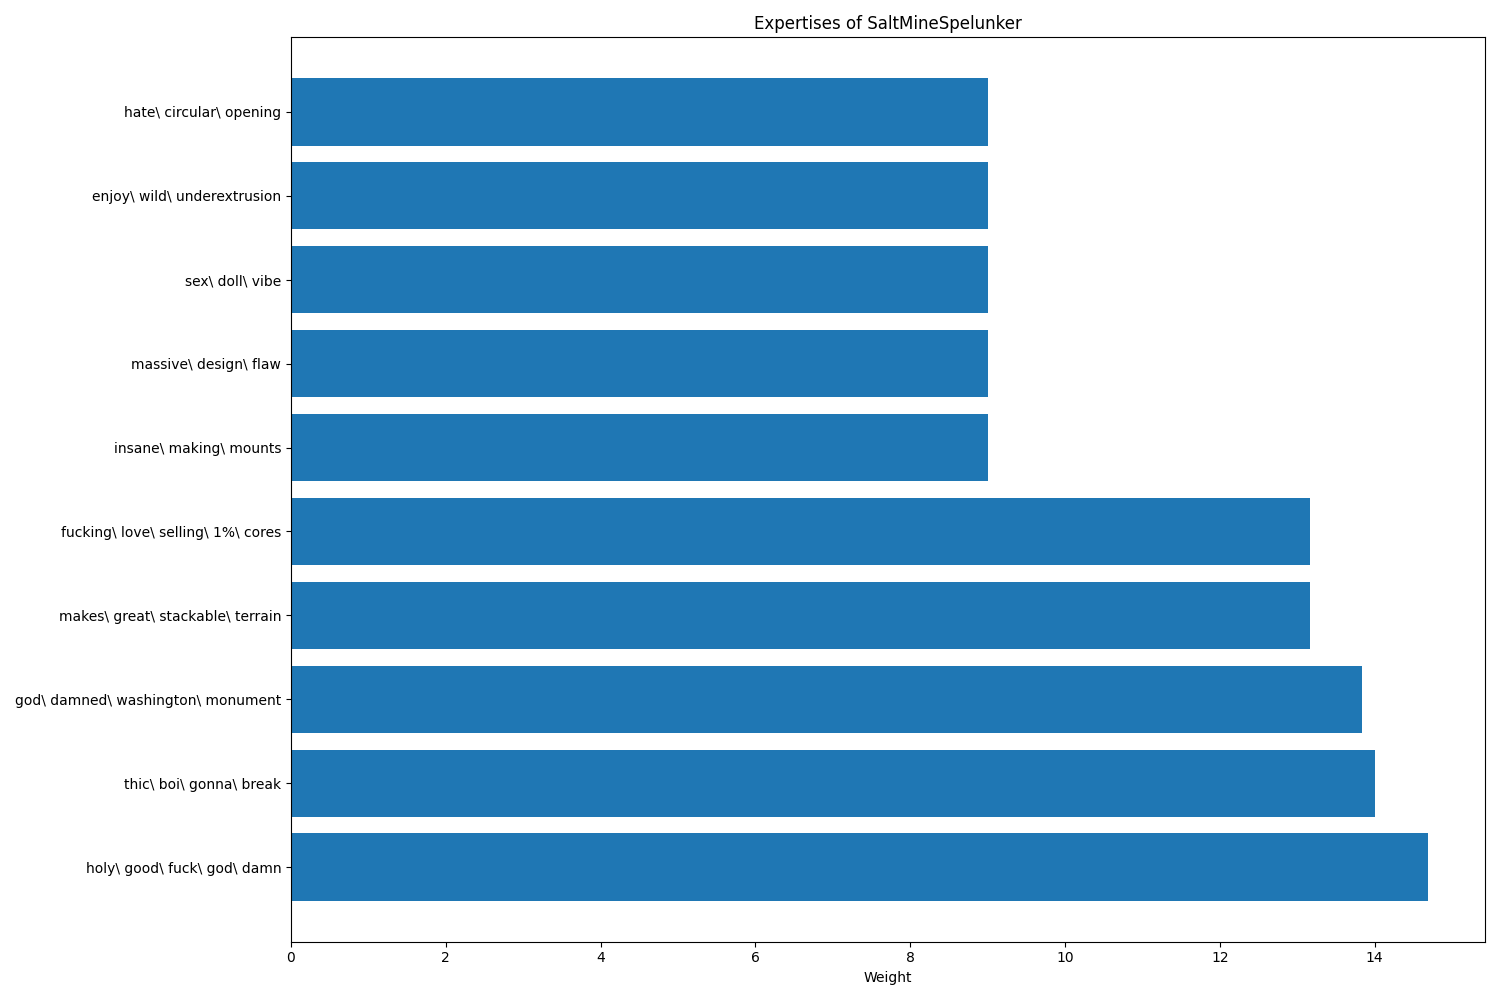 Expertises of SaltMineSpelunker
hate\ circular\ opening
enjoy\ wild\ underextrusion
sex\ doll\ vibe
massive\ design\ flaw
insane\ making\ mounts
fucking\ love\ selling\ 1%\ cores
makes\ great\ stackable\ terrain
god\ damned\ washington\ monument
thic\ boi\ gonna\ break
holy\ good\ fuck\ god\ damn
0 2 4 6 8 10 12 14
Weight